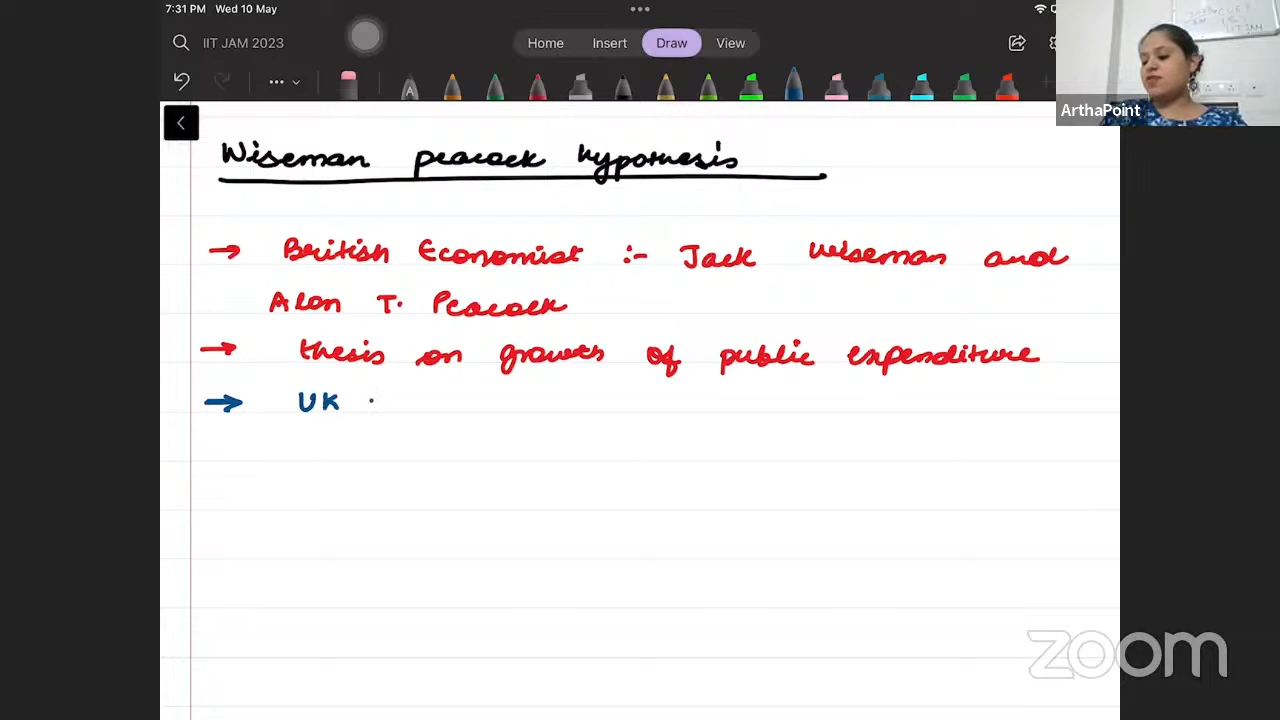 7:31 PM Wed 10 May
IIT JAM 2023
Home Insert Draw View
A
ArthaPoint
Wiseman peacock hypothesis
→ British Economist :- Jack Wiseman and
Alan T. Peacock
→ thesis on growth of public expenditure
→ UK
zoom